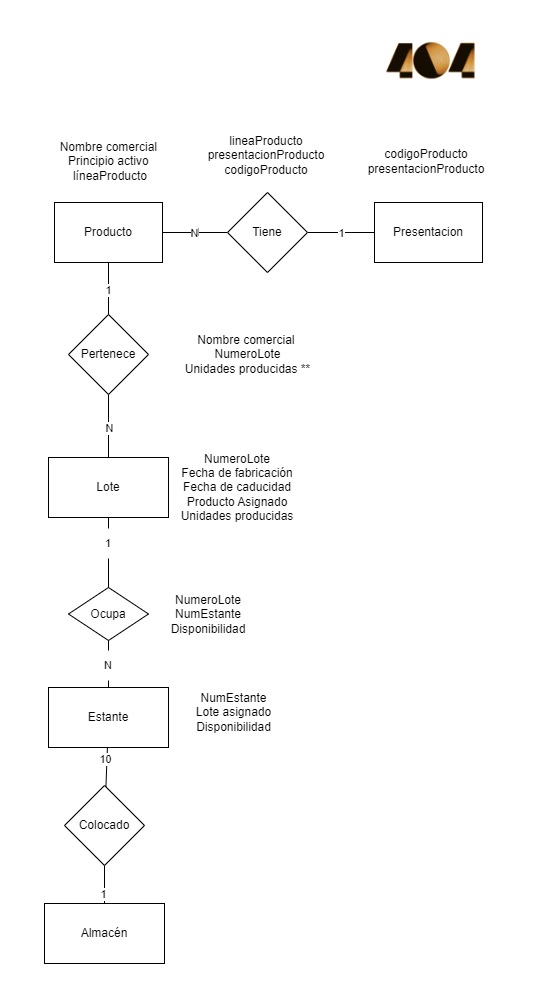 404
Nombre comercial
Principio activo
líneaProducto
lineaProducto
presentacionProducto
codigoProducto
codigoProducto
presentacionProducto
Producto
N
Tiene
1
Presentacion
1
Pertenece
Nombre comercial
NumeroLote
Unidades producidas **
N
Lote
NumeroLote
Fecha de fabricación
Fecha de caducidad
Producto Asignado
Unidades producidas
1
Ocupa
NumeroLote
NumEstante
Disponibilidad
N
Estante
NumEstante
Lote asignado
Disponibilidad
10
Colocado
1
Almacén